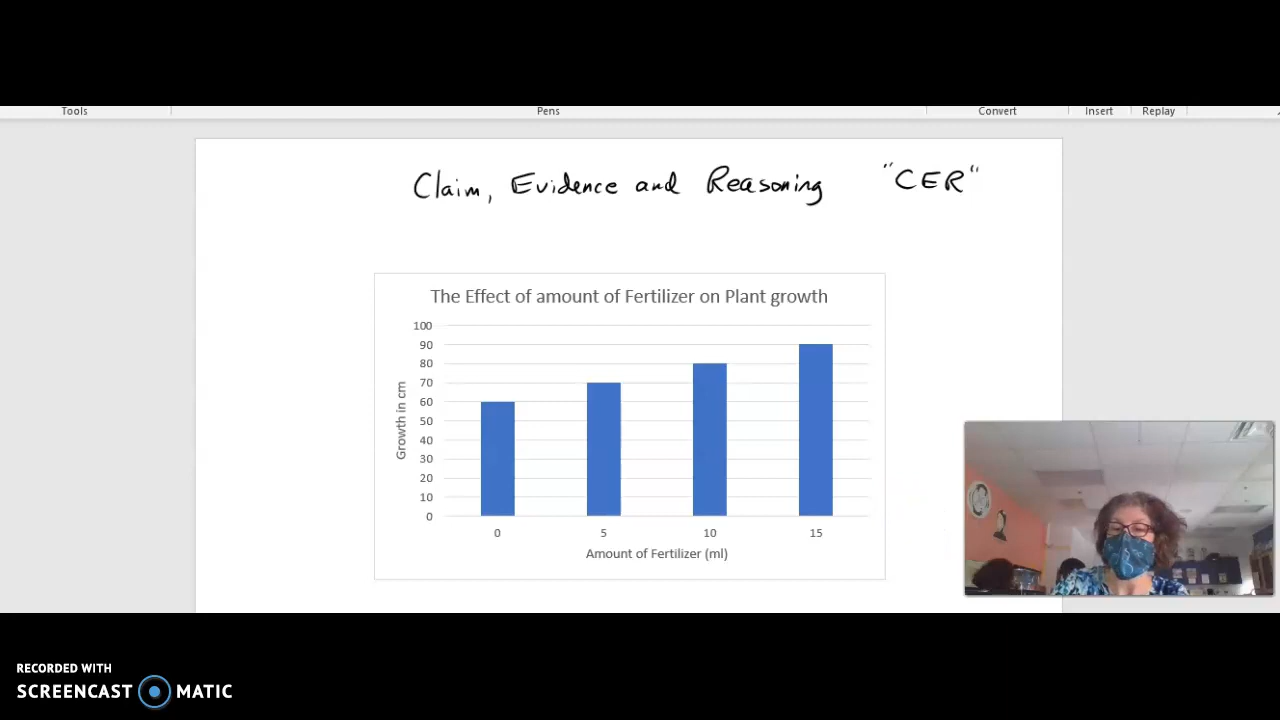 Tools Pens Convert Insert Replay
Claim, Evidence and Reasoning "CER"
The Effect of amount of Fertilizer on Plant growth
100
90
80
70
60
50
40
30
20
10
0
Growth in cm
0 5 10 15
Amount of Fertilizer (ml)
RECORDED WITH
SCREENCAST MATIC